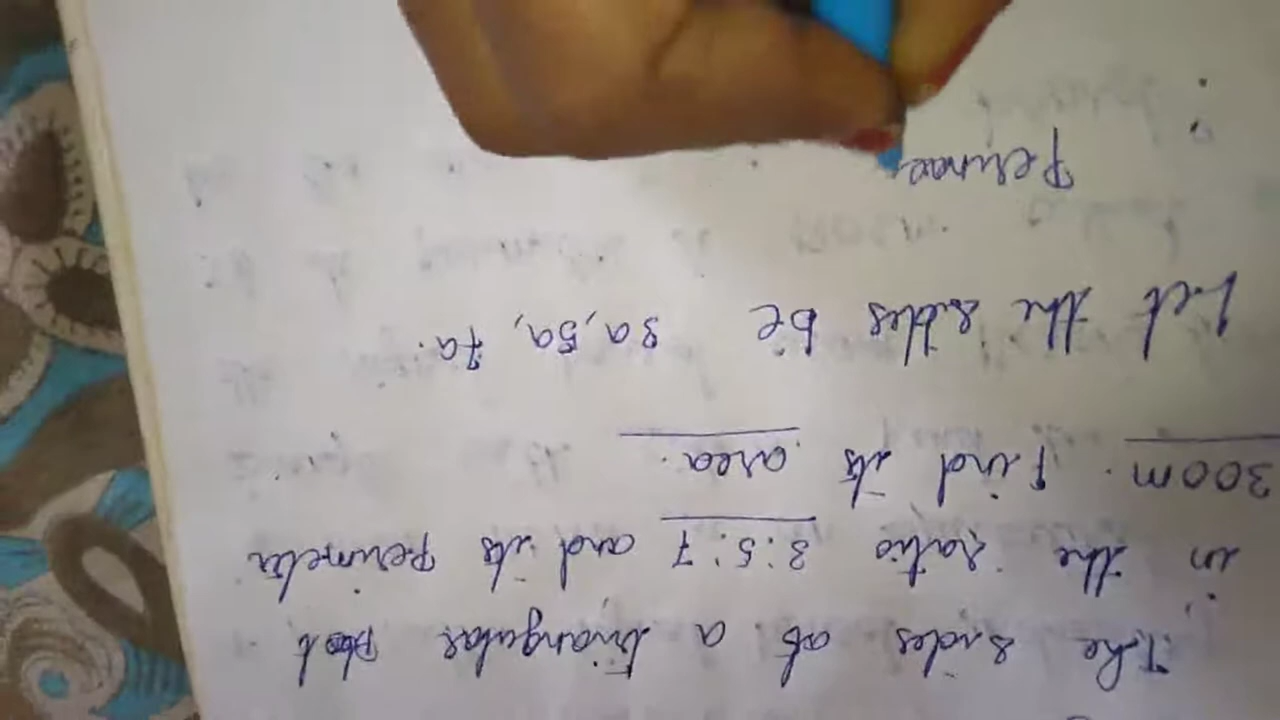 The sides of a triangular plot
in the ratio 3:5:7 and its perimeter
300m. Find its area.
Let the sides be 3a, 5a, 7a.